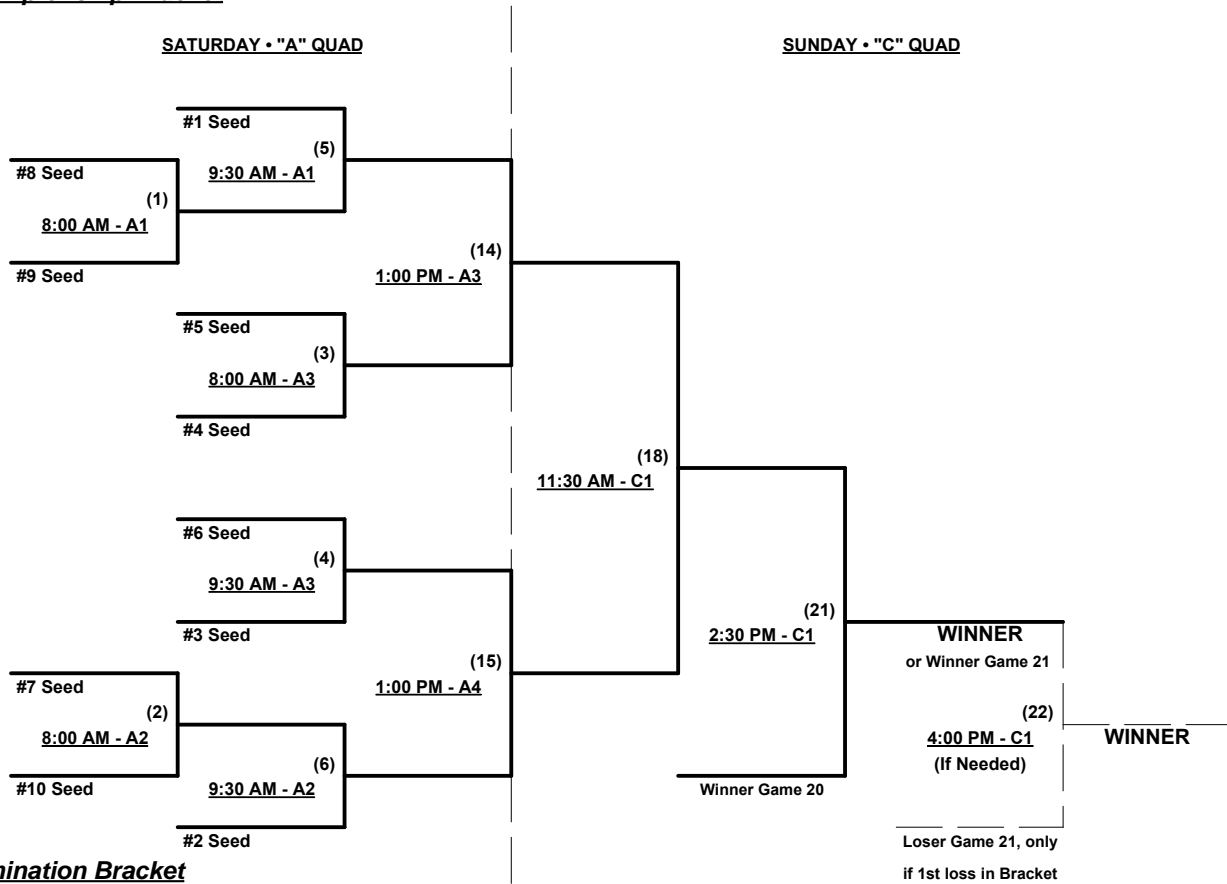 SATURDAY • "A" QUAD
SUNDAY • "C" QUAD
#1 Seed
(5)
#8 Seed
9:30 AM - A1
(1)
8:00 AM - A1
(14)
#9 Seed
1:00 PM - A3
#5 Seed
(3)
8:00 AM - A3
#4 Seed
(18)
11:30 AM - C1
#6 Seed
(4)
9:30 AM - A3
(21)
#3 Seed
2:30 PM - C1
WINNER
or Winner Game 21
(15)
#7 Seed
1:00 PM - A4
(2)
(22)
8:00 AM - A2
4:00 PM - C1
WINNER
(6)
(If Needed)
#10 Seed
9:30 AM - A2
Winner Game 20
#2 Seed
Loser Game 21, only
if 1st loss in Bracket
mination Bracket